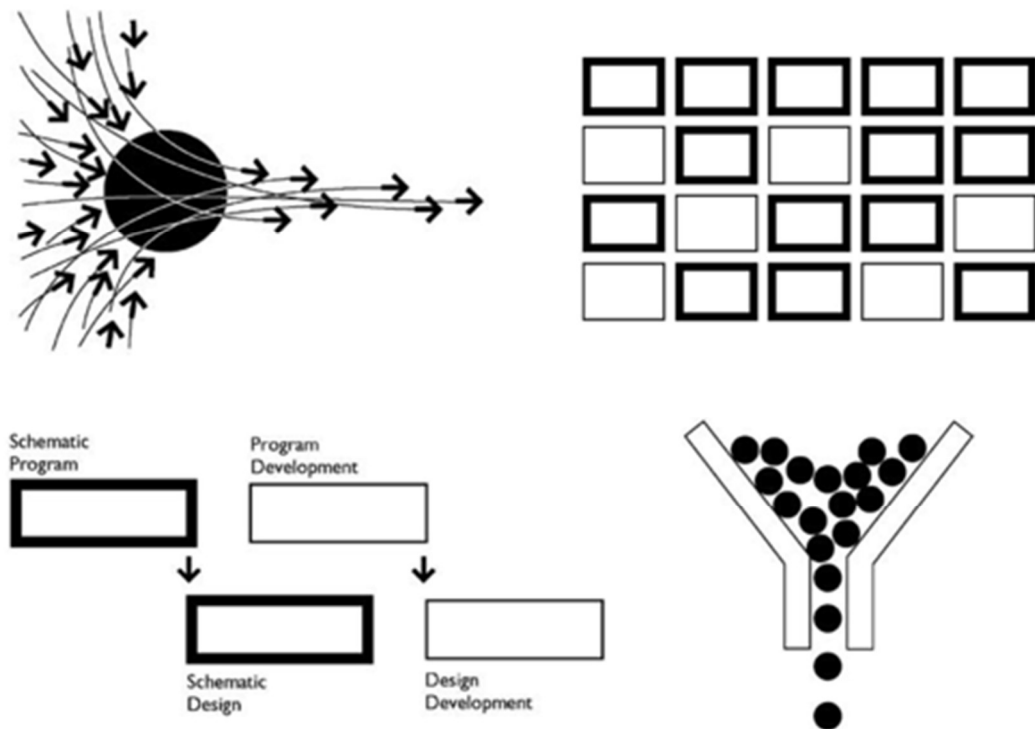 Schematic
Program
Program
Development
Schematic
Design
Design
Development